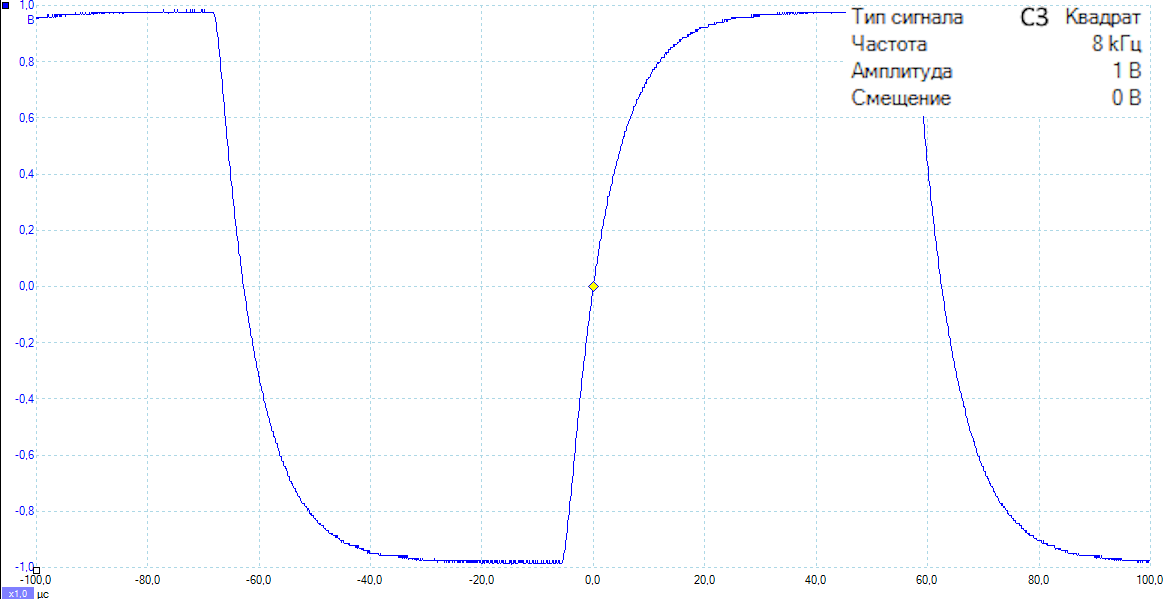 1.0
В
Тип сигнала C3 Квадрат
Частота 8 kГц
Амплитуда 1 В
Смещение 0 В
0,8
0,6
0,4
0,2
0,0
-0,2
-0,4
-0,6
-0,8
-1.0
-100,0 -80,0 -60,0 -40,0 -20,0 0,0 20,0 40,0 60,0 80,0 100,0
x1,0 µс